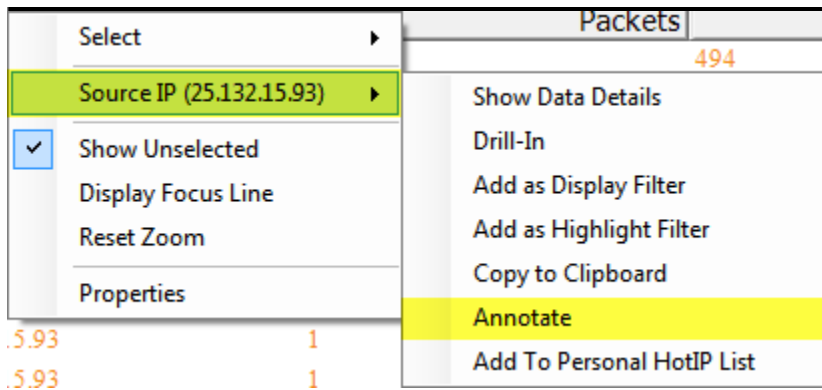 Packets
494
Select
Source IP (25.132.15.93)
Show Unselected
Display Focus Line
Reset Zoom
Properties
Show Data Details
Drill-In
Add as Display Filter
Add as Highlight Filter
Copy to Clipboard
Annotate
Add To Personal HotIP List
.5.93 1
.5.93 1